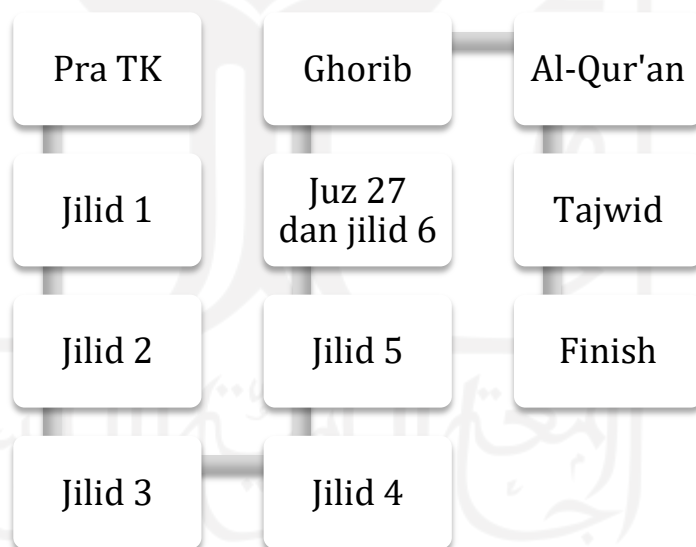 Pra TK
Jilid 1
Jilid 2
Jilid 3
Jilid 4
Jilid 5
Juz 27
dan jilid 6
Ghorib
Al-Qur'an
Tajwid
Finish